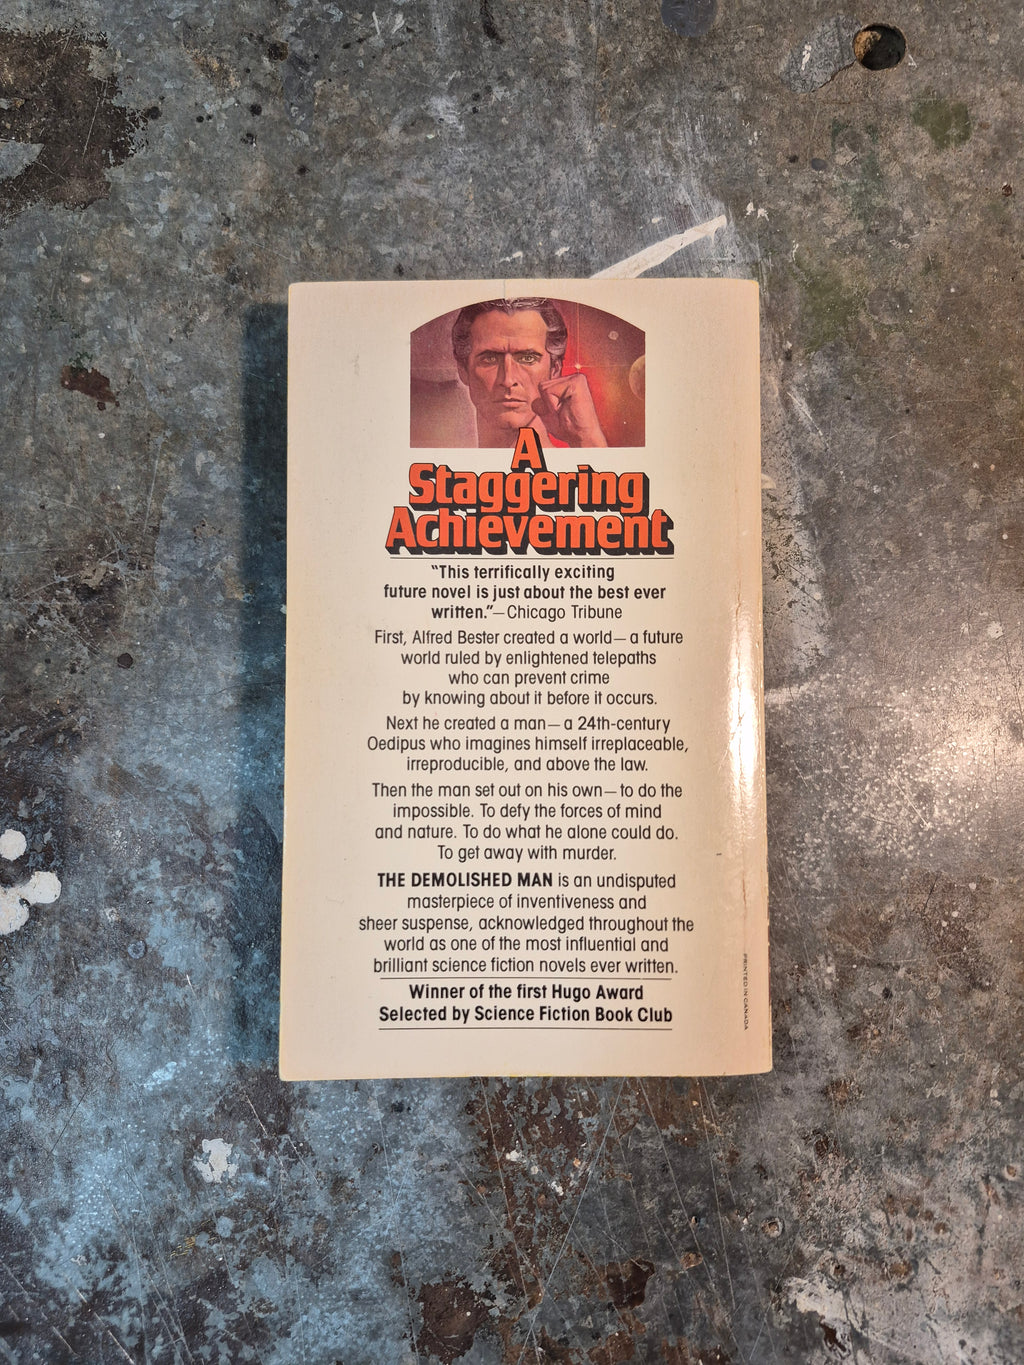 A
Staggering
Achievement
"This terrifically exciting
future novel is just about the best ever
written."—Chicago Tribune
First, Alfred Bester created a world—a future
world ruled by enlightened telepaths
who can prevent crime
by knowing about it before it occurs.
Next he created a man—a 24th-century
Oedipus who imagines himself irreplaceable,
irreproducible, and above the law.
Then the man set out on his own—to do the
impossible. To defy the forces of mind
and nature. To do what he alone could do.
To get away with murder.
THE DEMOLISHED MAN is an undisputed
masterpiece of inventiveness and
sheer suspense, acknowledged throughout the
world as one of the most influential and
brilliant science fiction novels ever written.
Winner of the first Hugo Award
Selected by Science Fiction Book Club
PRINTED IN CANADA